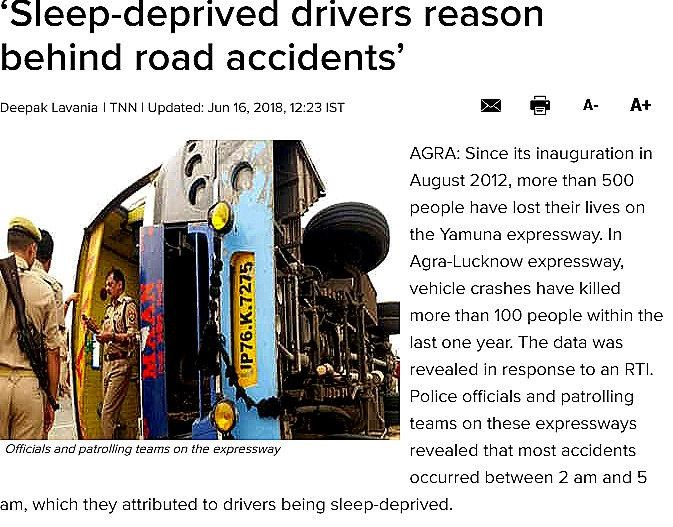 ‘Sleep-deprived drivers reason
behind road accidents’
Deepak Lavania | TNN | Updated: Jun 16, 2018, 12:23 IST
A- A+
AGRA: Since its inauguration in
August 2012, more than 500
people have lost their lives on
the Yamuna expressway. In
Agra-Lucknow expressway,
vehicle crashes have killed
more than 100 people within the
last one year. The data was
revealed in response to an RTI.
Police officials and patrolling
teams on these expressways
revealed that most accidents
occurred between 2 am and 5
am, which they attributed to drivers being sleep-deprived.
UP76.K.7275
Officials and patrolling teams on the expressway